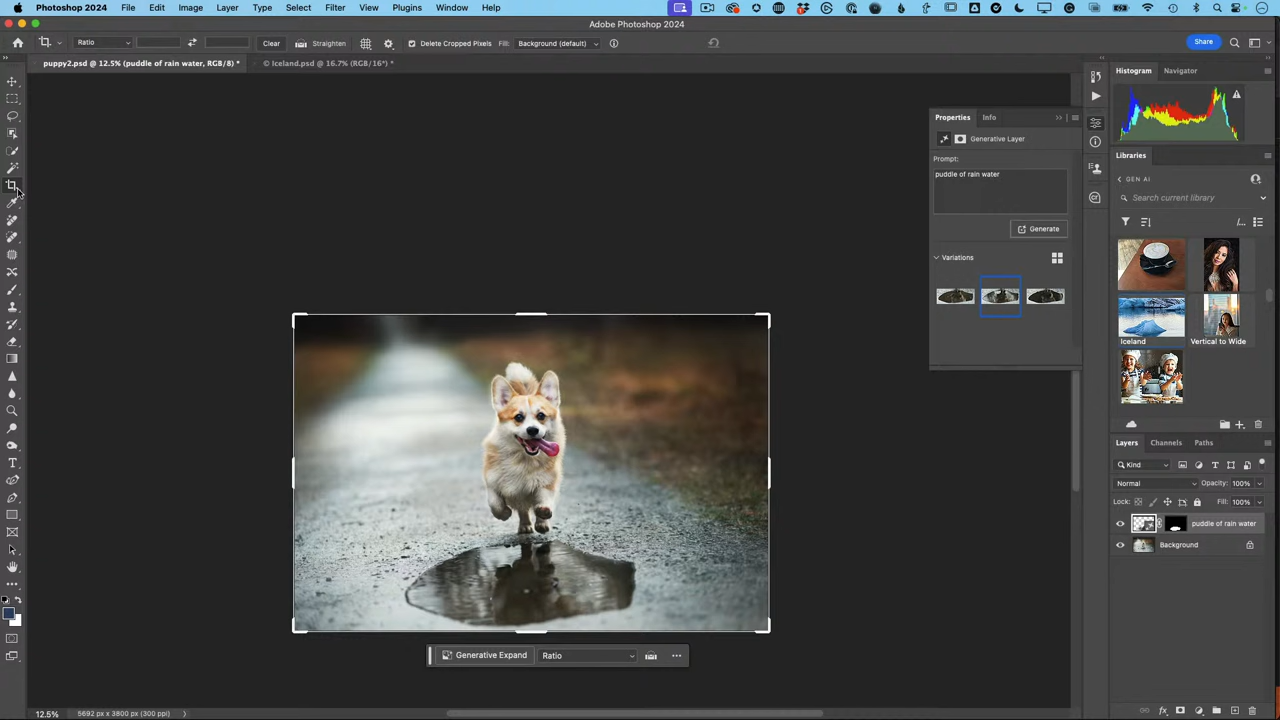 Photoshop 2024 File Edit Image Layer Type Select Filter View Plugins Window Help
Adobe Photoshop 2024
Ratio Clear Straighten Delete Cropped Pixels Fill: Background (default) Share
puppy2.psd @ 12.5% (puddle of rain water, RGB/8) * © Iceland.psd @ 16.7% (RGB/16*) *
Histogram Navigator
Properties Info
Generative Layer
Prompt:
puddle of rain water
Generate
Variations
Libraries
GEN AI
Search current library
Iceland Vertical to Wide
Layers Channels Paths
Kind
Normal Opacity: 100%
Lock: Fill: 100%
puddle of rain water
Background
Generative Expand Ratio
12.5% 5692 px x 3800 px (300 ppi)